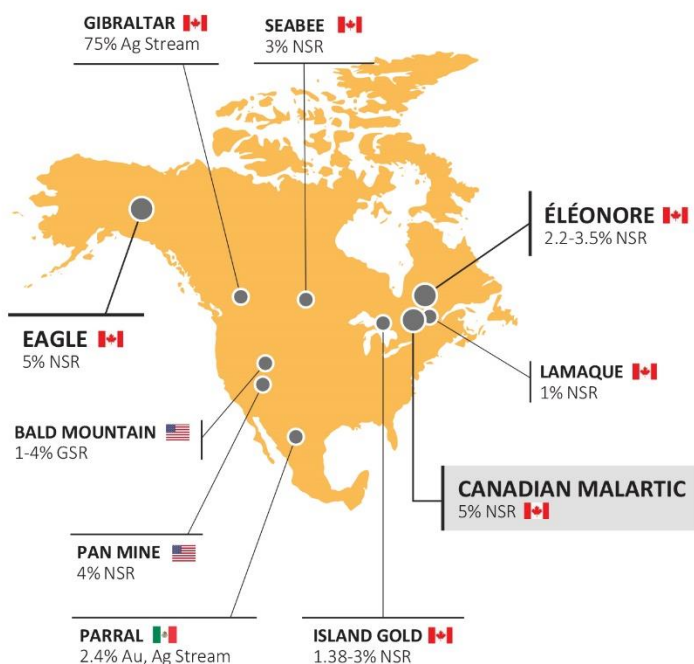 GIBRALTAR
75% Ag Stream
SEABEE
3% NSR
ÉLÉONORE
2.2-3.5% NSR
EAGLE
5% NSR
LAMAQUE
1% NSR
BALD MOUNTAIN
1-4% GSR
CANADIAN MALARTIC
5% NSR
PAN MINE
4% NSR
PARRAL
2.4% Au, Ag Stream
ISLAND GOLD
1.38-3% NSR